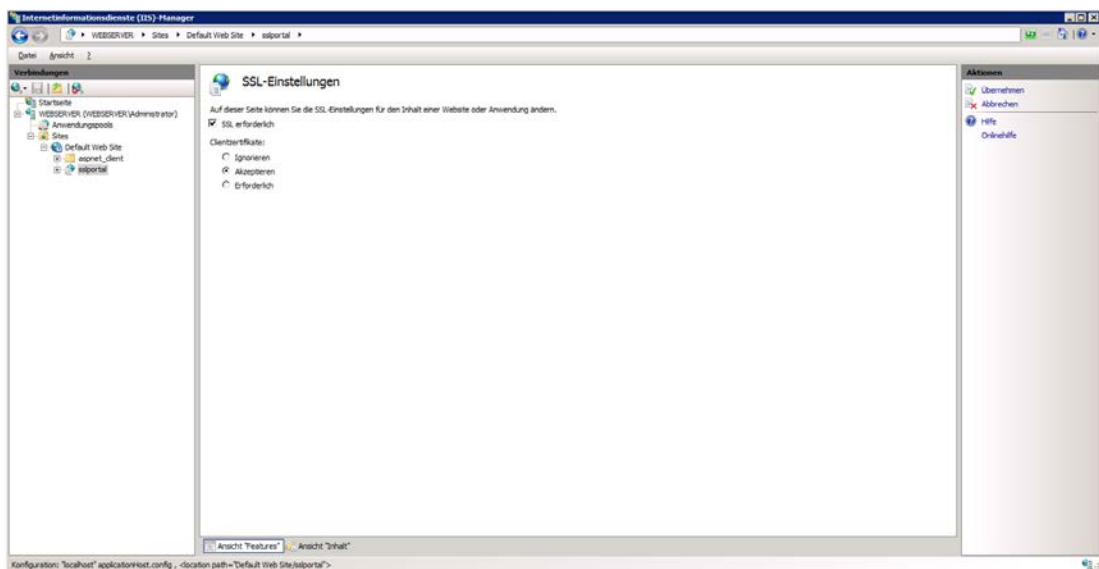 Internetinformationsdienste (IIS)-Manager
WEBSERVER Sites Default Web Site sslportal
Datei Ansicht ?
Verbindungen
Startseite
WEBSERVER (WEBSERVER\Administrator)
Anwendungspools
Sites
Default Web Site
aspnet_client
sslportal
SSL-Einstellungen
Auf dieser Seite können Sie die SSL-Einstellungen für den Inhalt einer Website oder Anwendung ändern.
SSL erforderlich
Clientzertifikate:
Ignorieren
Akzeptieren
Erforderlich
Aktionen
Übernehmen
Abbrechen
Hilfe
Onlinehilfe
Ansicht "Features" Ansicht "Inhalt"
Konfiguration: "localhost" applicationHost.config , <location path="Default Web Site/sslportal">